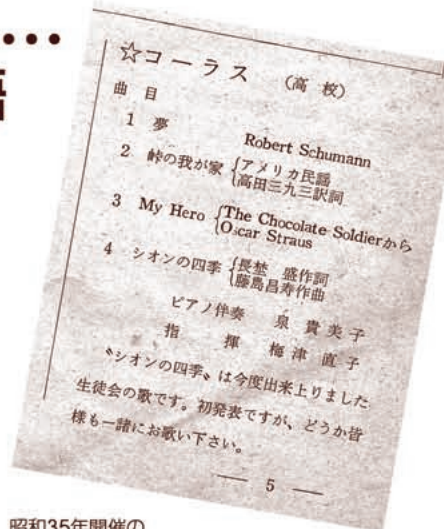 語
☆コーラス (高校)
曲目
1 夢 Robert Schumann
2 峠の我が家 {アメリカ民謡
高田三九三訳詞
3 My Hero {The Chocolate Soldierから
Oscar Straus
4 シオンの四季 {長埜 盛作詞
藤島昌寿作曲
ピアノ伴奏 泉 貴美子
指揮 梅津直子
〝シオンの四季〟は今度出来上りました
生徒会の歌です。初発表ですが、どうか皆
様も一諸にお歌い下さい。
— 5 —
昭和35年開催の